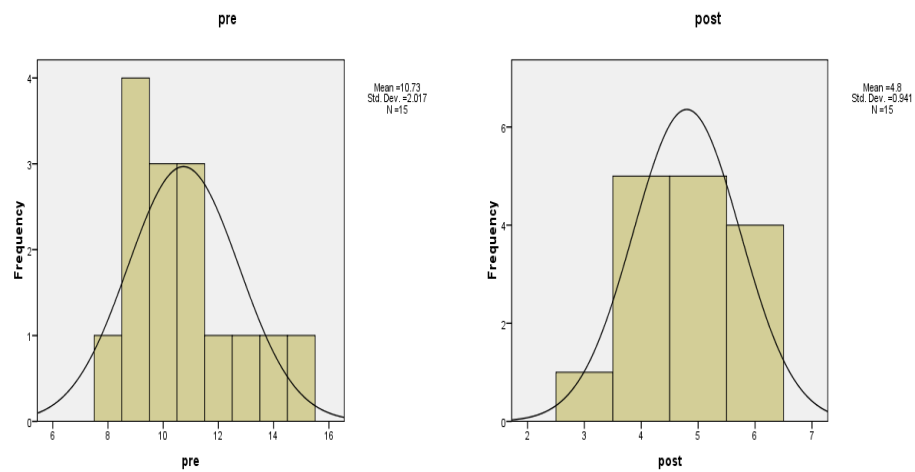 pre
Mean =10.73
Std. Dev. =2.017
N =15
Frequency
4
3
2
1
0
6 8 10 12 14 16
pre
post
Mean =4.8
Std. Dev. =0.941
N =15
Frequency
6
4
2
0
2 3 4 5 6 7
post